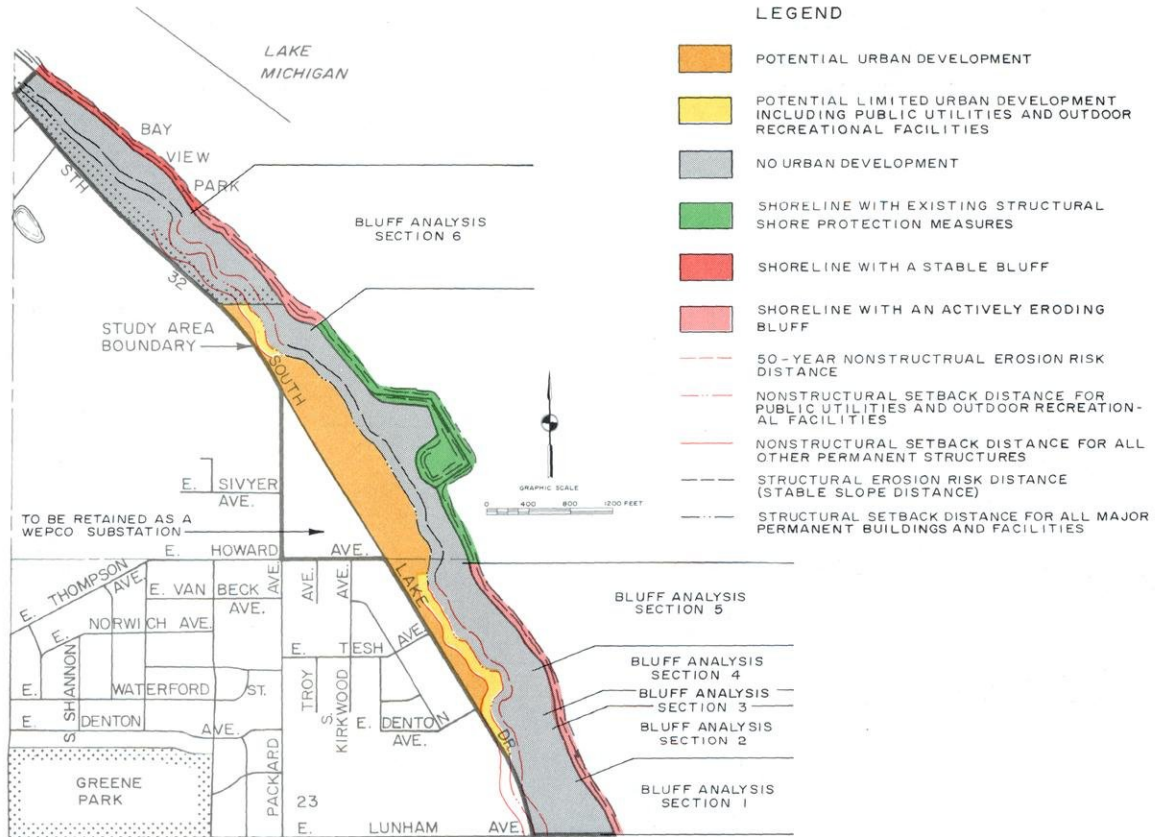 LEGEND
POTENTIAL URBAN DEVELOPMENT
POTENTIAL LIMITED URBAN DEVELOPMENT
INCLUDING PUBLIC UTILITIES AND OUTDOOR
RECREATIONAL FACILITIES
NO URBAN DEVELOPMENT
SHORELINE WITH EXISTING STRUCTURAL
SHORE PROTECTION MEASURES
SHORELINE WITH A STABLE BLUFF
SHORELINE WITH AN ACTIVELY ERODING
BLUFF
50-YEAR NONSTRUCTRUAL EROSION RISK
DISTANCE
NONSTRUCTURAL SETBACK DISTANCE FOR
PUBLIC UTILITIES AND OUTDOOR RECREATION-
AL FACILITIES
NONSTRUCTURAL SETBACK DISTANCE FOR ALL
OTHER PERMANENT STRUCTURES
STRUCTURAL EROSION RISK DISTANCE
(STABLE SLOPE DISTANCE)
STRUCTURAL SETBACK DISTANCE FOR ALL MAJOR
PERMANENT BUILDINGS AND FACILITIES
LAKE
MICHIGAN
BAY
VIEW
PARK
STH
32
BLUFF ANALYSIS
SECTION 6
STUDY AREA
BOUNDARY
SOUTH
LAKE
DR.
GRAPHIC SCALE
0 400 800 1200 FEET
E. SIVYER
AVE.
TO BE RETAINED AS A
WEPCO SUBSTATION
E. HOWARD AVE.
E. THOMPSON AVE.
E. VAN BECK
AVE.
AVE.
AVE.
AVE.
E. NORWICH AVE.
E. TESH AVE.
S. SHANNON
E. WATERFORD ST.
TROY
S. KIRKWOOD
E. DENTON AVE.
E. DENTON
AVE.
PACKARD
GREENE
PARK
23
E. LUNHAM AVE.
BLUFF ANALYSIS
SECTION 5
BLUFF ANALYSIS
SECTION 4
BLUFF ANALYSIS
SECTION 3
BLUFF ANALYSIS
SECTION 2
BLUFF ANALYSIS
SECTION 1